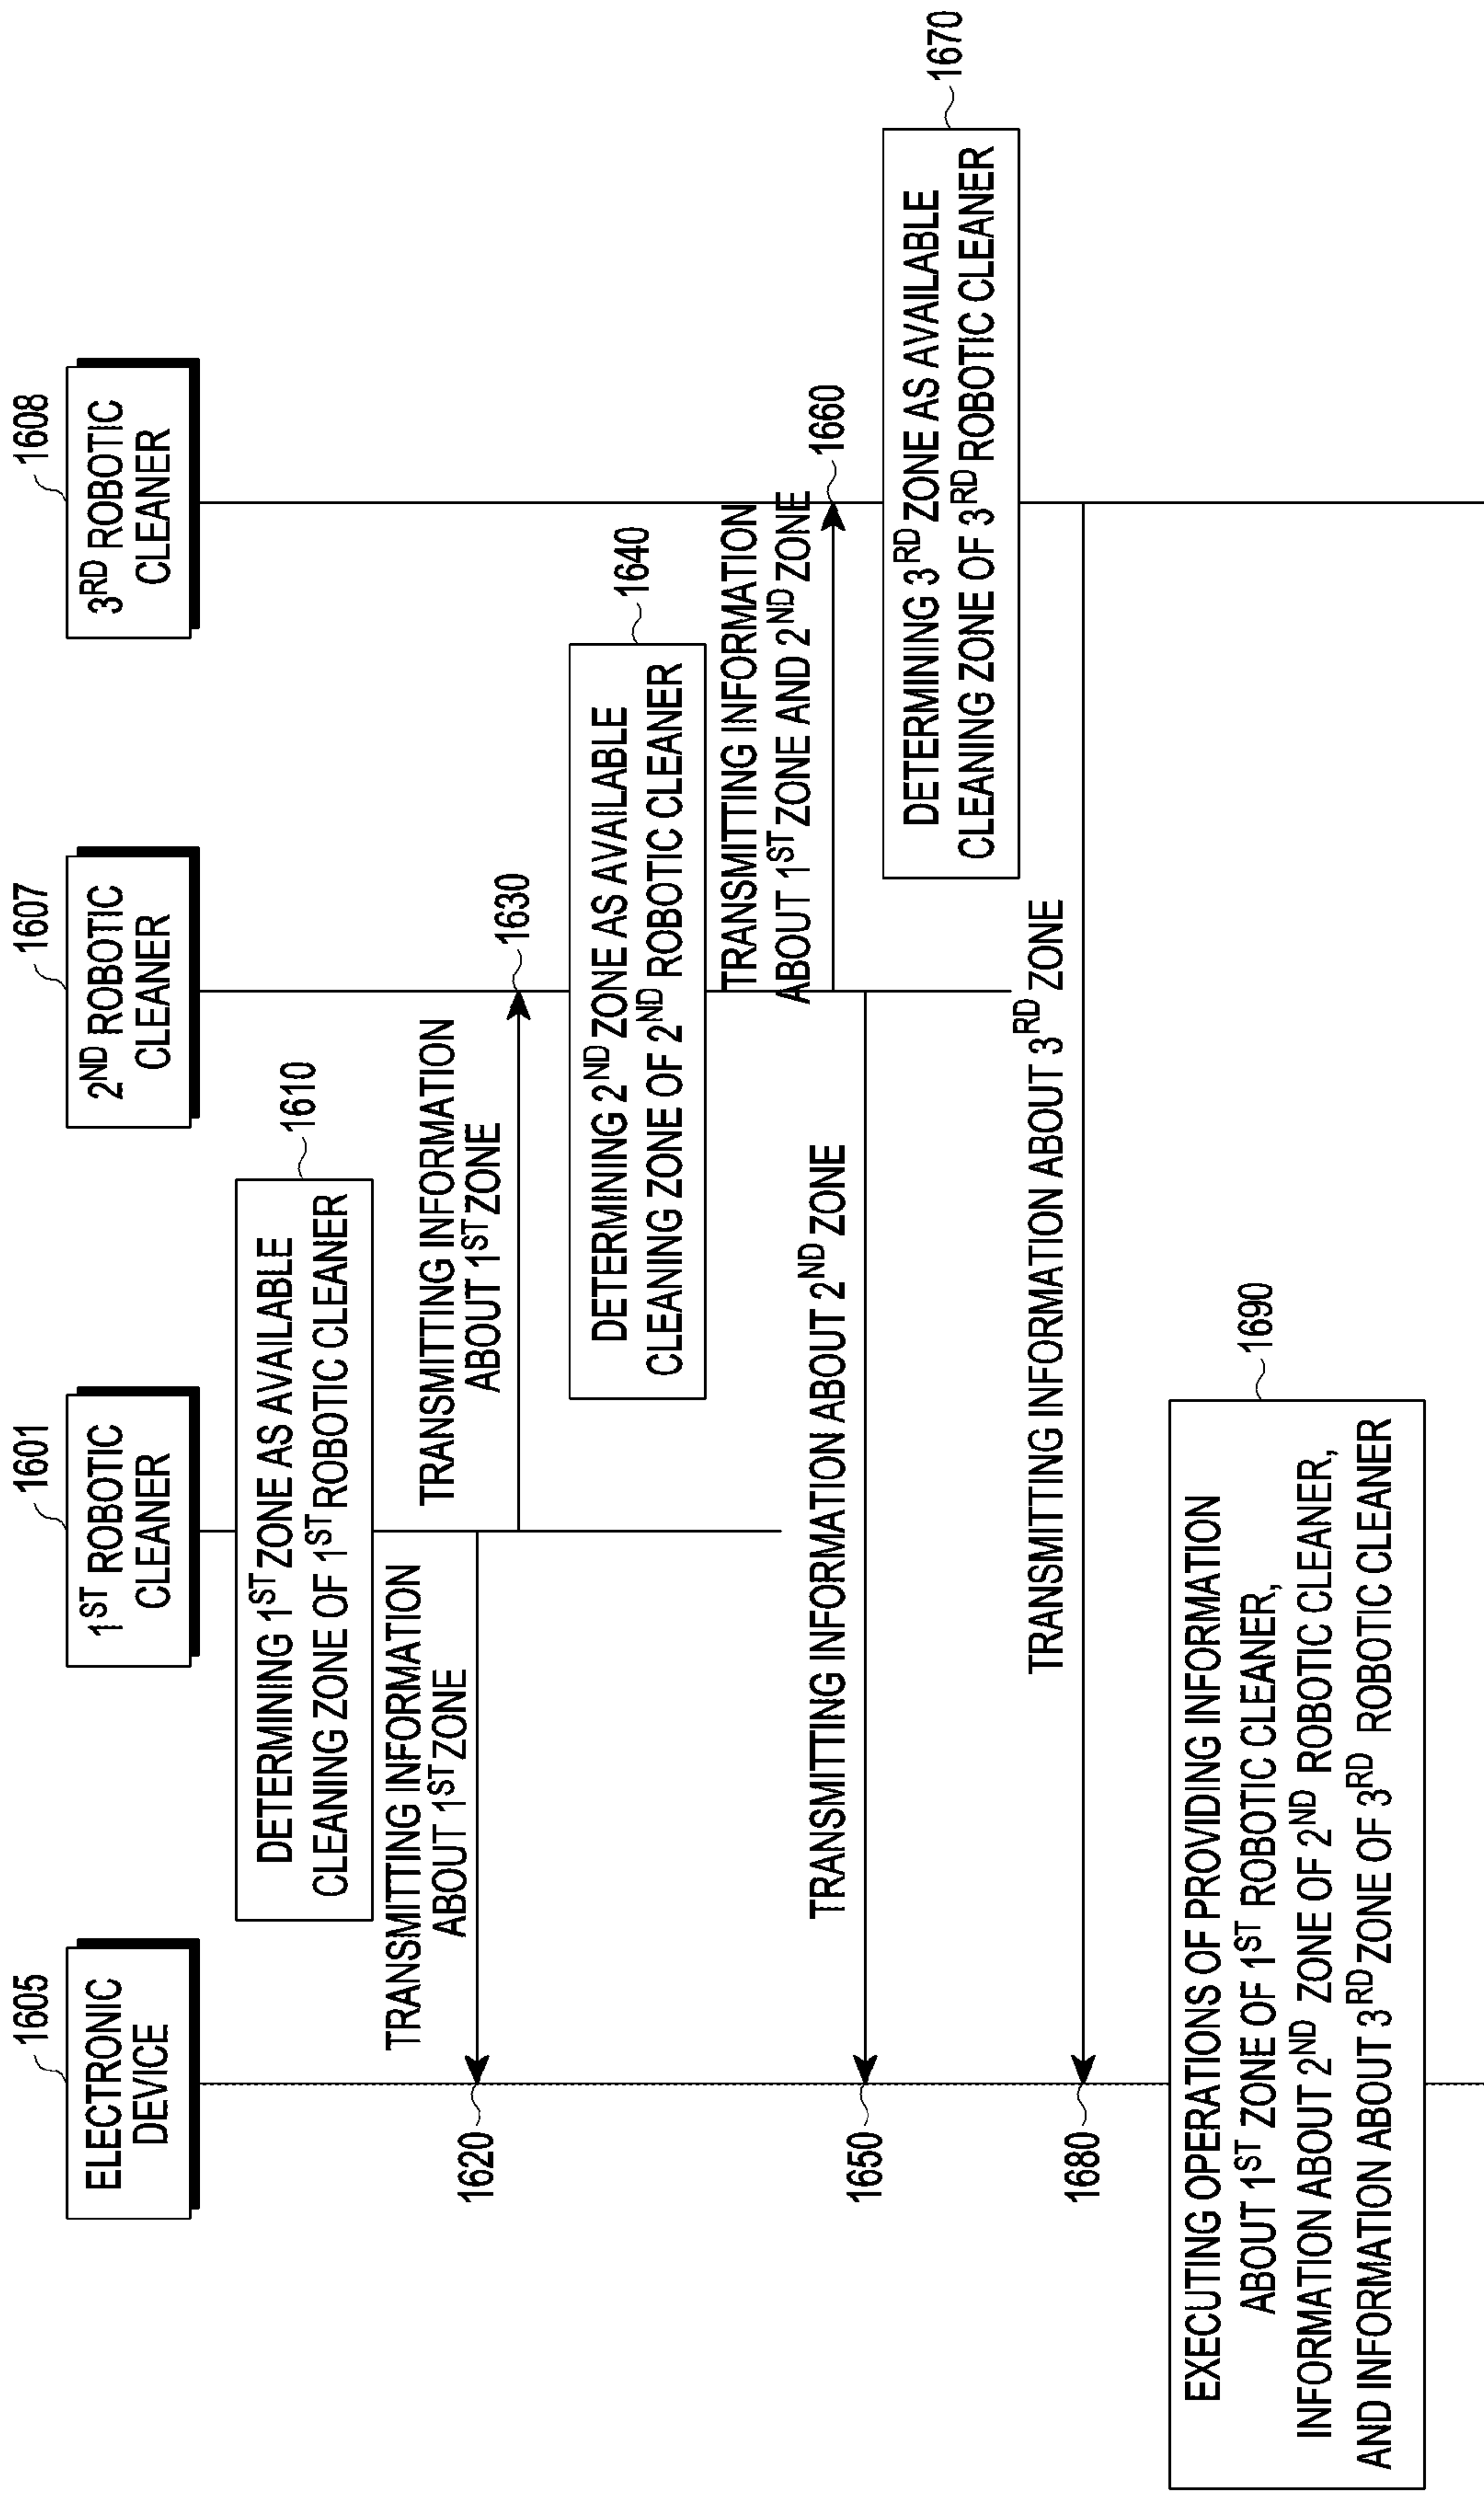 1605
ELECTRONIC
DEVICE
1601
1ST ROBOTIC
CLEANER
1607
2ND ROBOTIC
CLEANER
1608
3RD ROBOTIC
CLEANER
1610
DETERMINING 1ST ZONE AS AVAILABLE
CLEANING ZONE OF 1ST ROBOTIC CLEANER
TRANSMITTING INFORMATION
ABOUT 1ST ZONE
1620
TRANSMITTING INFORMATION
ABOUT 1ST ZONE
1630
1640
DETERMINING 2ND ZONE AS AVAILABLE
CLEANING ZONE OF 2ND ROBOTIC CLEANER
TRANSMITTING INFORMATION
ABOUT 1ST ZONE AND 2ND ZONE
1660
TRANSMITTING INFORMATION ABOUT 2ND ZONE
1650
1670
DETERMINING 3RD ZONE AS AVAILABLE
CLEANING ZONE OF 3RD ROBOTIC CLEANER
TRANSMITTING INFORMATION ABOUT 3RD ZONE
1680
1690
EXECUTING OPERATIONS OF PROVIDING INFORMATION
ABOUT 1ST ZONE OF 1ST ROBOTIC CLEANER,
INFORMATION ABOUT 2ND ZONE OF 2ND ROBOTIC CLEANER,
AND INFORMATION ABOUT 3RD ZONE OF 3RD ROBOTIC CLEANER